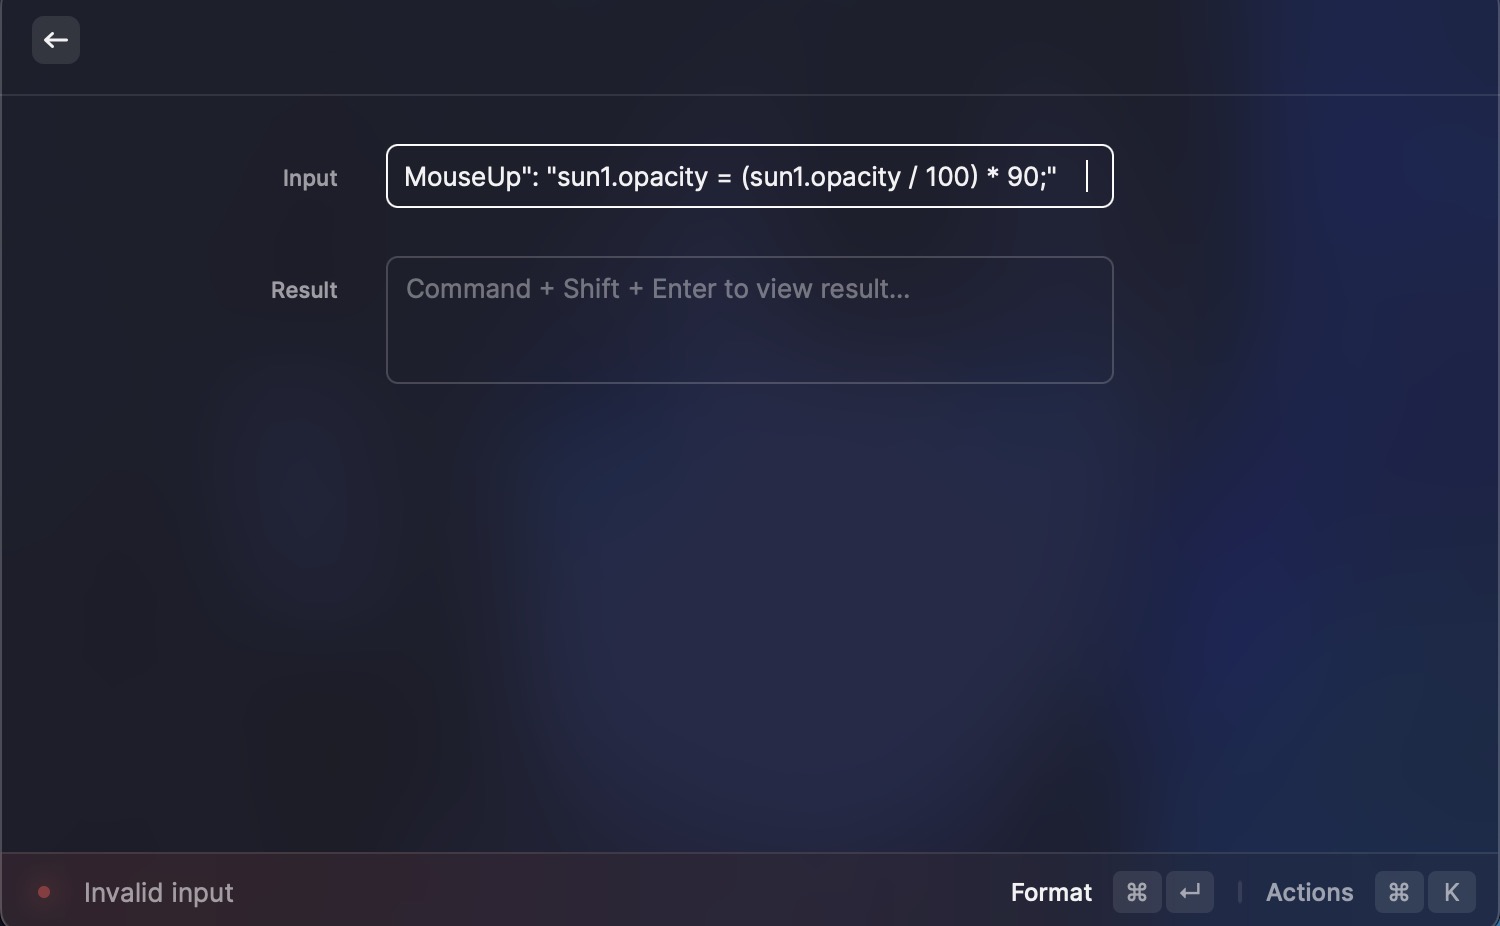 Input
MouseUp": "sun1.opacity = (sun1.opacity / 100) * 90;"
Result
Command + Shift + Enter to view result...
Invalid input
Format ⌘ ↵ Actions ⌘ K